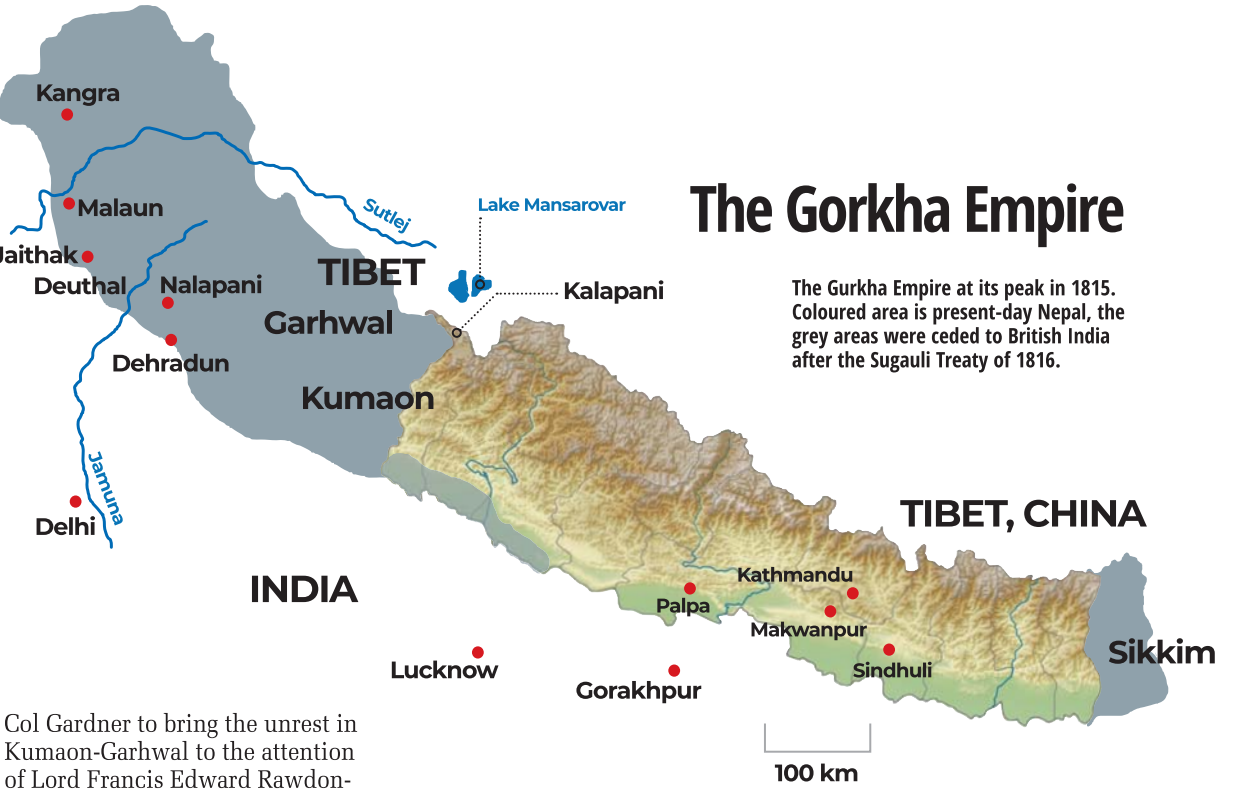 Kangra
Malaun
Jaithak
Deuthal
Nalapani
Dehradun
Jamuna
Delhi
Sutlej
TIBET
Garhwal
Kumaon
Lake Mansarovar
Kalapani
The Gorkha Empire
The Gurkha Empire at its peak in 1815.
Coloured area is present-day Nepal, the
grey areas were ceded to British India
after the Sugauli Treaty of 1816.
TIBET, CHINA
INDIA
Kathmandu
Palpa
Makwanpur
Sindhuli
Sikkim
Lucknow
Gorakhpur
100 km
Col Gardner to bring the unrest in
Kumaon-Garhwal to the attention
of Lord Francis Edward Rawdon-